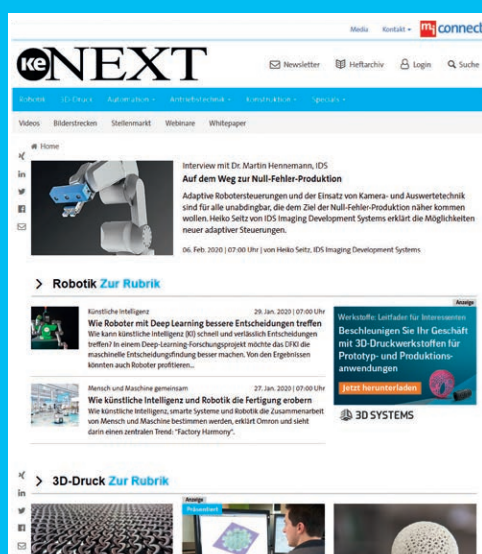 Media Kontakt mi connect
ke NEXT
Newsletter Heftarchiv Login Suche
Robotik 3D-Druck Automation Antriebstechnik Konstruktion Specials
Videos Bilderstrecken Stellenmarkt Webinare Whitepaper
Home
Interview mit Dr. Martin Hennemann, IDS
Auf dem Weg zur Null-Fehler-Produktion
Adaptive Robotersteuerungen und der Einsatz von Kamera- und Auswertetechnik
sind für alle unabdingbar, die dem Ziel der Null-Fehler-Produktion näher kommen
wollen. Heiko Seitz von IDS Imaging Development Systems erklärt die Möglichkeiten
neuer adaptiver Steuerungen.
06. Feb. 2020 | 07:00 Uhr | von Heiko Seitz, IDS Imaging Development Systems
Robotik Zur Rubrik
Künstliche Intelligenz 29. Jan. 2020 | 07:00 Uhr
Wie Roboter mit Deep Learning bessere Entscheidungen treffen
Wie kann künstliche Intelligenz (KI) schnell und verlässlich Entscheidungen
treffen? In einem Deep-Learning-Forschungsprojekt möchte das DFKI die
maschinelle Entscheidungsfindung besser machen. Von den Ergebnissen
könnten auch Roboter profitieren...
Mensch und Maschine gemeinsam 27. Jan. 2020 | 07:00 Uhr
Wie künstliche Intelligenz und Robotik die Fertigung erobern
Wie künstliche Intelligenz, smarte Systeme und Robotik die Zusammenarbeit
von Mensch und Maschine bestimmen werden, erklärt Omron und sieht
darin einen zentralen Trend: "Factory Harmony".
Anzeige
Werkstoffe: Leitfaden für Interessenten
Beschleunigen Sie Ihr Geschäft
mit 3D-Druckwerkstoffen für
Prototyp- und Produktions-
anwendungen
Jetzt herunterladen
3D SYSTEMS
3D-Druck Zur Rubrik
Anzeige
Präsentiert